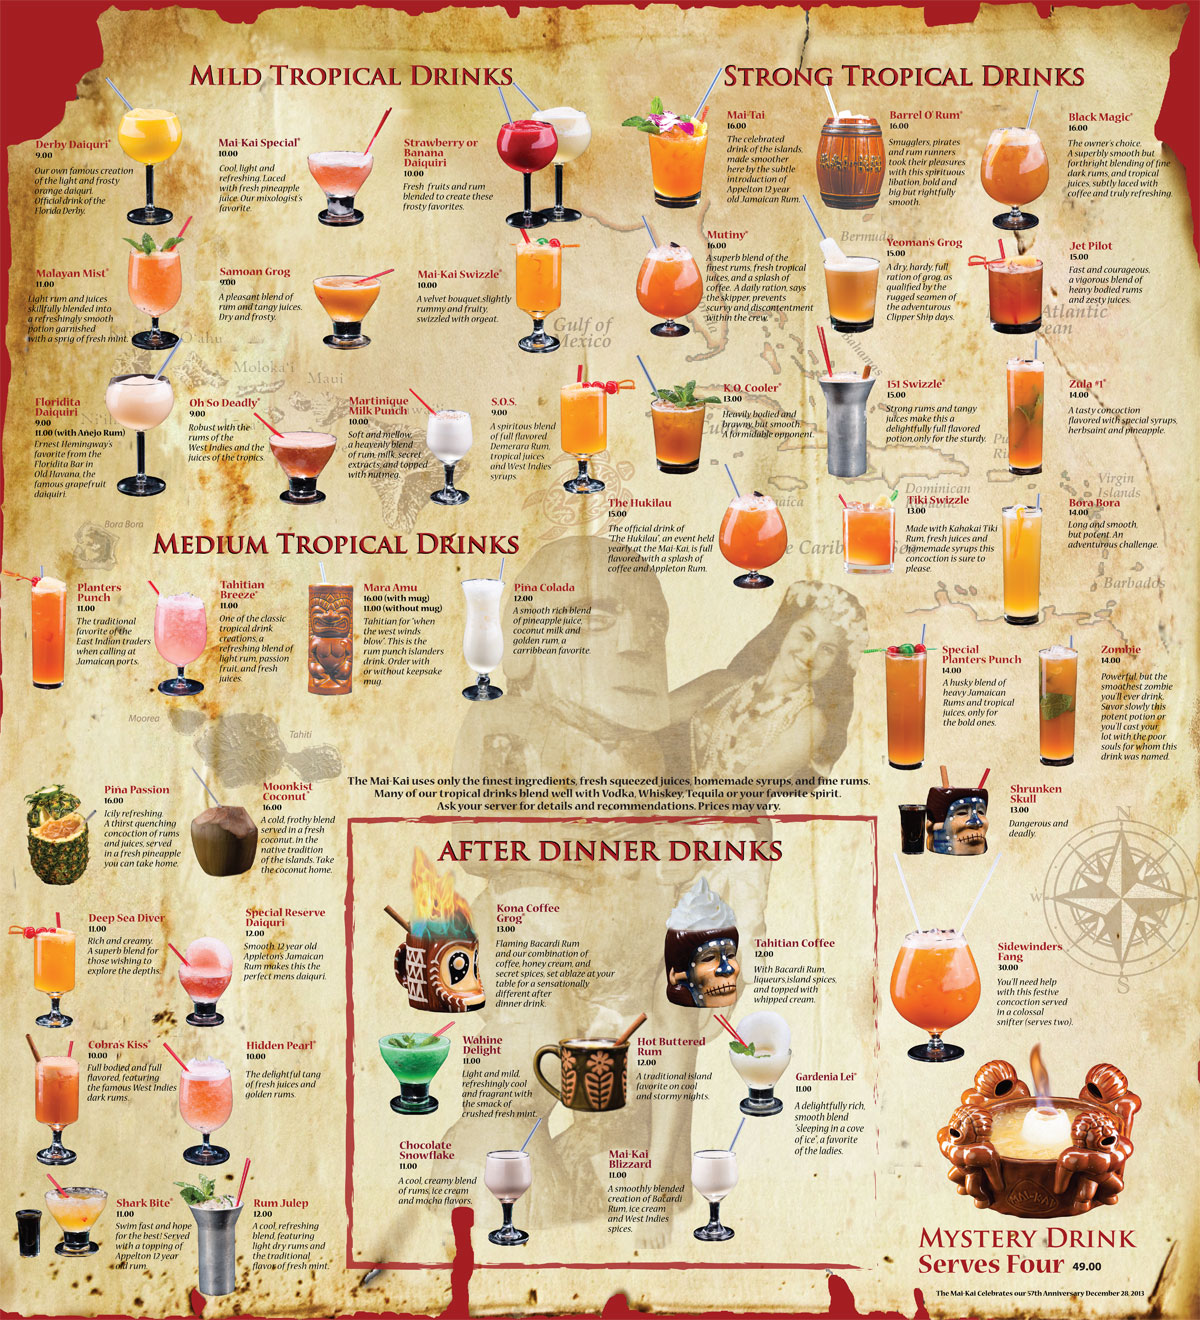 MILD TROPICAL DRINKS
Derby Daiquiri®
9.00
Our own famous creation
of the light and frosty
orange daiquiri.
Official drink of the
Florida Derby.
Mai-Kai Special®
10.00
Cool, light and
refreshing. Laced
with fresh pineapple
juice. Our mixologist's
favorite.
Strawberry or
Banana
Daiquiri
10.00
Fresh fruits and rum
blended to create these
frosty favorites.
Malayan Mist®
11.00
Light rum and juices
skillfully blended into
a refreshingly smooth
potion garnished
with a sprig of fresh mint.
Samoan Grog
9.00
A pleasant blend of
rum and tangy juices.
Dry and frosty.
Mai-Kai Swizzle®
10.00
A velvet bouquet,slightly
rummy and fruity,
swizzled with orgeat.
Floridita
Daiquiri
9.00
11.00 (with Añejo Rum)
Ernest Hemingway's
favorite from the
Floridita Bar in
Old Havana, the
famous grapefruit
daiquiri.
Oh So Deadly®
9.00
Robust with the
rums of the
West Indies and the
juices of the tropics.
Martinique
Milk Punch
10.00
Soft and mellow,
a heavenly blend
of rum, milk, secret
extracts, and topped
with nutmeg.
S.O.S.
9.00
A spiritous blend
of full flavored
Demerara Rum,
tropical juices
and West Indies
syrups.
STRONG TROPICAL DRINKS
Mai-Tai
16.00
The celebrated
drink of the islands,
made smoother
here by the subtle
introduction of
Appelton 12 year
old Jamaican Rum.
Barrel O' Rum®
16.00
Smugglers, pirates
and rum runners
took their pleasures
with this spirituous
libation, bold and
big but rightfully
smooth.
Black Magic®
16.00
The owner's choice.
A superbly smooth but
forthright blending of fine
dark rums, and tropical
juices, subtly laced with
coffee and truly refreshing.
Mutiny®
16.00
A superb blend of the
finest rums, fresh tropical
juices, and a splash of
coffee. A daily ration, says
the skipper, prevents
scurvy and discontentment
within the crew.
Yeoman's Grog
15.00
A dry, hardy, full
ration of grog, as
qualified by the
rugged seamen of
the adventurous
Clipper Ship days.
Jet Pilot
15.00
Fast and courageous,
a vigorous blend of
heavy bodied rums
and zesty juices.
K.O. Cooler®
13.00
Heavily bodied and
brawny, but smooth.
A formidable opponent.
151 Swizzle®
15.00
Strong rums and tangy
juices make this a
delightfully full flavored
potion,only for the sturdy.
Zula #1®
14.00
A tasty concoction
flavored with special syrups,
herbsaint and pineapple.
The Hukilau
15.00
The official drink of
"The Hukilau", an event held
yearly at the Mai-Kai, is full
flavored with a splash of
coffee and Appleton Rum.
Tiki Swizzle
13.00
Made with Kahakai Tiki
Rum, fresh juices and
homemade syrups this
concoction is sure to
please.
Bora Bora
14.00
Long and smooth,
but potent. An
adventurous challenge.
Special
Planters Punch
14.00
A husky blend of
heavy Jamaican
Rums and tropical
juices, only for
the bold ones.
Zombie
14.00
Powerful, but the
smoothest zombie
you'll ever drink.
Savor slowly this
potent potion or
you'll cast your
lot with the poor
souls for whom this
drink was named.
Shrunken
Skull
13.00
Dangerous and
deadly.
Sidewinders
Fang
30.00
You'll need help
with this festive
concoction served
in a colossal
snifter (serves two).
MYSTERY DRINK
Serves Four 49.00
The Mai-Kai Celebrates our 57th Anniversary December 28, 2013
MEDIUM TROPICAL DRINKS
Planters
Punch
11.00
The traditional
favorite of the
East Indian traders
when calling at
Jamaican ports.
Tahitian
Breeze®
11.00
One of the classic
tropical drink
creations, a
refreshing blend of
light rum, passion
fruit, and fresh
juices.
Mara Amu
16.00 (with mug)
11.00 (without mug)
Tahitian for "when
the west winds
blow". This is the
rum punch islanders
drink. Order with
or without keepsake
mug.
Piña Colada
12.00
A smooth rich blend
of pineapple juice,
coconut milk and
golden rum, a
carribbean favorite.
Piña Passion
16.00
Icily refreshing.
A thirst quenching
concoction of rums
and juices, served
in a fresh pineapple
you can take home.
Moonkist
Coconut®
16.00
A cold, frothy blend
served in a fresh
coconut, in the
native tradition
of the islands. Take
the coconut home.
Deep Sea Diver
11.00
Rich and creamy.
A superb blend for
those wishing to
explore the depths.
Special Reserve
Daiquiri
12.00
Smooth, 12 year old
Appleton's Jamaican
Rum makes this the
perfect mens daiquiri.
Cobra's Kiss®
10.00
Full bodied and full
flavored, featuring
the famous West Indies
dark rums.
Hidden Pearl®
10.00
The delightful tang
of fresh juices and
golden rums.
Shark Bite®
11.00
Swim fast and hope
for the best! Served
with a topping of
Appelton 12 year
old rum.
Rum Julep
12.00
A cool, refreshing
blend, featuring
light dry rums and
the traditional
flavor of fresh mint.
The Mai-Kai uses only the finest ingredients, fresh squeezed juices, homemade syrups, and fine rums.
Many of our tropical drinks blend well with Vodka, Whiskey, Tequila or your favorite spirit.
Ask your server for details and recommendations. Prices may vary.
AFTER DINNER DRINKS
Kona Coffee
Grog®
13.00
Flaming Bacardi Rum
and our combination of
coffee, honey cream, and
secret spices, set ablaze at your
table for a sensationally
different after
dinner drink.
Tahitian Coffee
12.00
With Bacardi Rum,
liqueurs,island spices,
and topped with
whipped cream.
Wahine
Delight
11.00
Light and mild,
refreshingly cool
and fragrant with
the smack of
crushed fresh mint.
Hot Buttered
Rum
12.00
A traditional island
favorite on cool
and stormy nights.
Gardenia Lei®
11.00
A delightfully rich,
smooth blend
"sleeping in a cove
of ice", a favorite
of the ladies.
Chocolate
Snowflake
11.00
A cool, creamy blend
of rums, ice cream
and mocha flavors.
Mai-Kai
Blizzard
11.00
A smoothly blended
creation of Bacardi
Rum, ice cream
and West Indies
spices.
O'ahu
Moloka'i
Maui
Gulf of
Mexico
Bermuda
Atlantic
Bahamas
Dominican
Virgin
Islands
Barbados
Bora Bora
Moorea
Tahiti
N
W
S
MAI-KAI